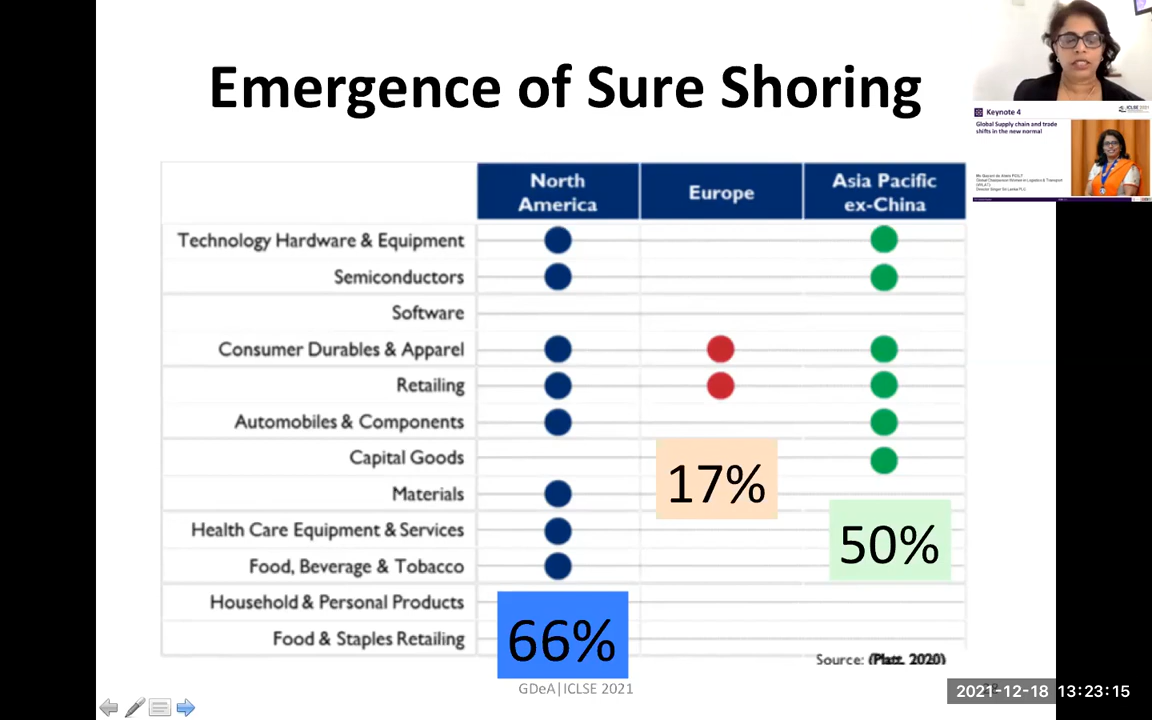 Emergence of Sure Shoring
Keynote 4
ICLSE 2021
Global Supply chain and trade
shifts in the new normal
North
America
Europe
Asia Pacific
ex-China
Technology Hardware & Equipment
Semiconductors
Software
Consumer Durables & Apparel
Retailing
Automobiles & Components
Capital Goods
Materials
Health Care Equipment & Services
Food, Beverage & Tobacco
Household & Personal Products
Food & Staples Retailing
17%
50%
66%
Source: (Platt, 2020)
GDeA|ICLSE 2021
2021-12-18 13:23:15